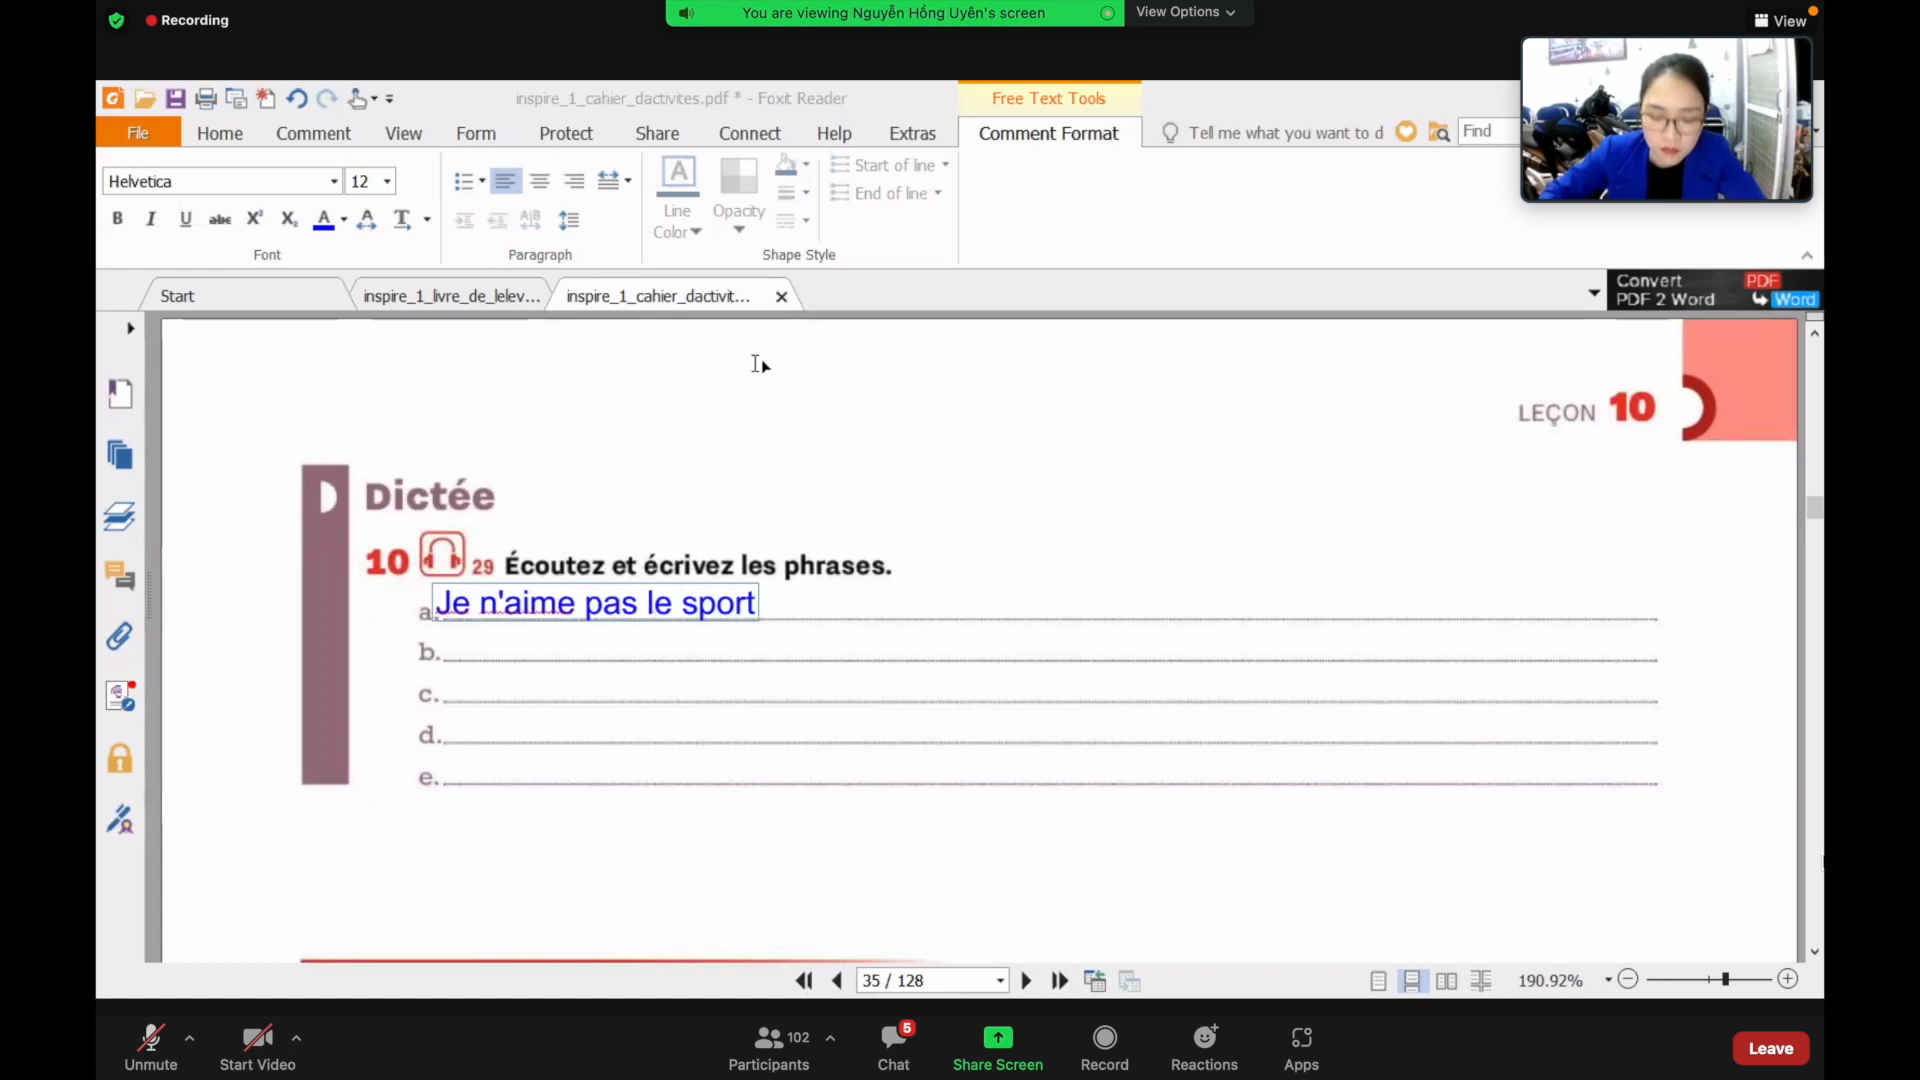 Recording
You are viewing Nguyễn Hồng Uyên's screen
View Options
View
inspire_1_cahier_dactivites.pdf * - Foxit Reader
Free Text Tools
File
Home
Comment
View
Form
Protect
Share
Connect
Help
Extras
Comment Format
Tell me what you want to d
Find
Helvetica
12
Line
Color
Opacity
Start of line
End of line
Font
Paragraph
Shape Style
Start
inspire_1_livre_de_lelev...
inspire_1_cahier_dactivit...
Convert PDF
PDF 2 Word Word
LEÇON 10
Dictée
10 29 Écoutez et écrivez les phrases.
a. Je n'aime pas le sport
b.
c.
d.
e.
35 / 128
190.92%
Unmute
Start Video
102
Participants
5
Chat
Share Screen
Record
Reactions
Apps
Leave